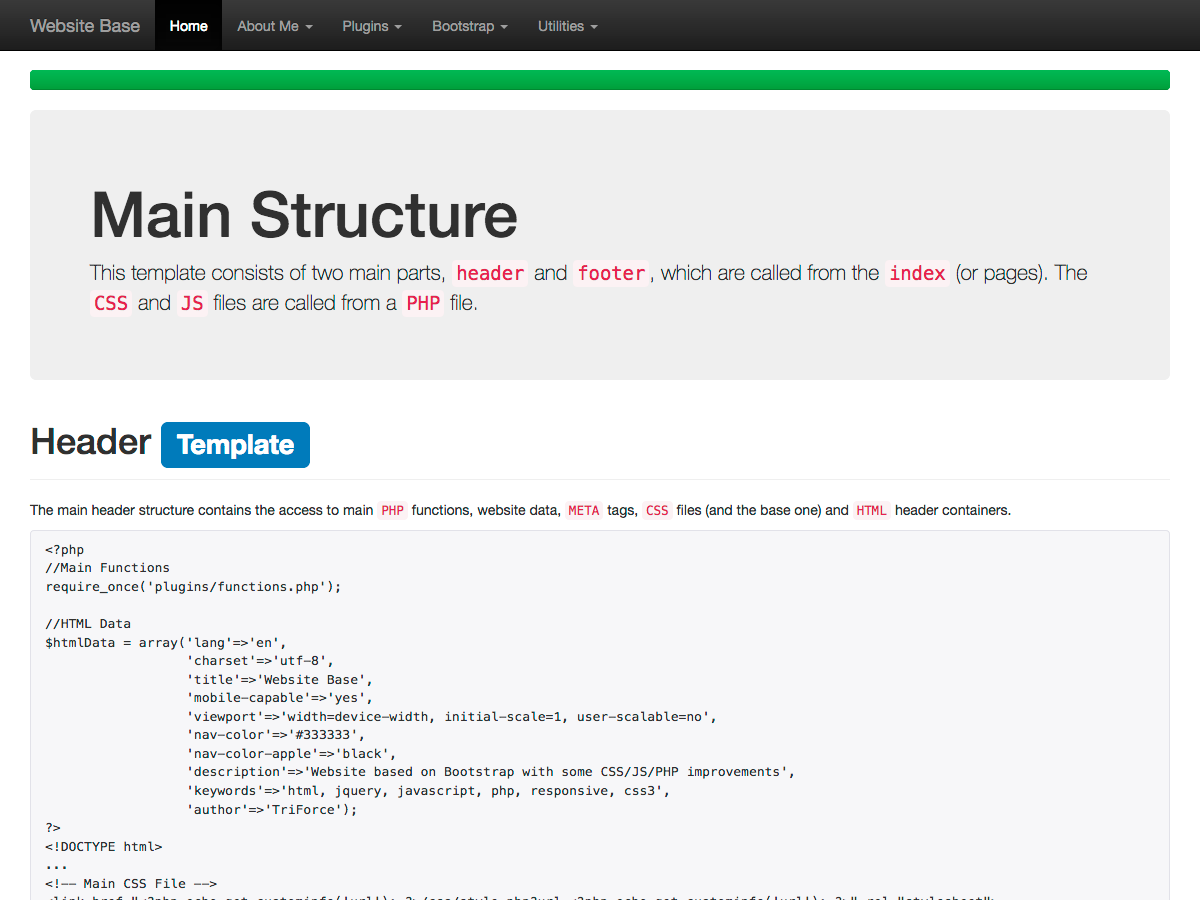 Website Base Home About Me Plugins Bootstrap Utilities
Main Structure
This template consists of two main parts, header and footer, which are called from the index (or pages). The
CSS and JS files are called from a PHP file.
Header Template
The main header structure contains the access to main PHP functions, website data, META tags, CSS files (and the base one) and HTML header containers.
<?php
//Main Functions
require_once('plugins/functions.php');
//HTML Data
$htmlData = array('lang'=>'en',
'charset'=>'utf-8',
'title'=>'Website Base',
'mobile-capable'=>'yes',
'viewport'=>'width=device-width, initial-scale=1, user-scalable=no',
'nav-color'=>'#333333',
'nav-color-apple'=>'black',
'description'=>'Website based on Bootstrap with some CSS/JS/PHP improvements',
'keywords'=>'html, jquery, javascript, php, responsive, css3',
'author'=>'TriForce');
?>
<!DOCTYPE html>
...
<!-- Main CSS File -->